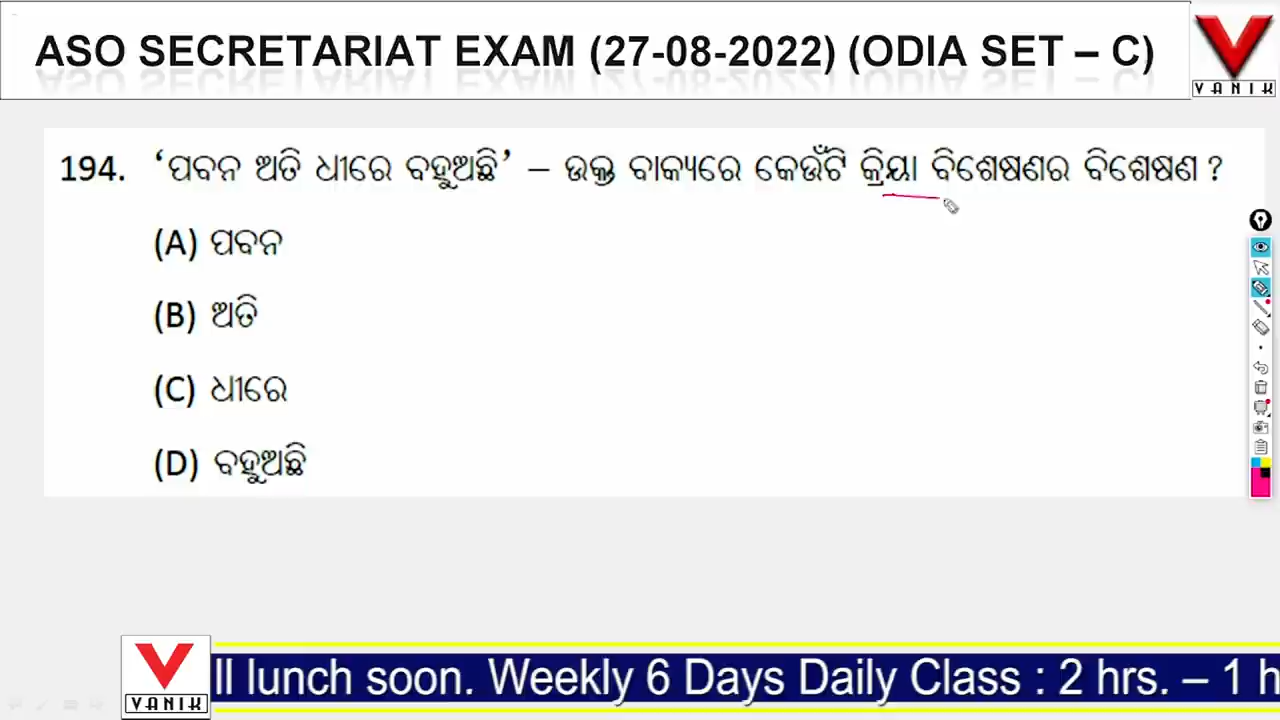 ASO SECRETARIAT EXAM (27-08-2022) (ODIA SET – C)
VANIK
194. ‘ପବନ ଅତି ଧୀରେ ବହୁଅଛି’ – ଉକ୍ତ ବାକ୍ୟରେ କେଉଁଟି କ୍ରିୟା ବିଶେଷଣର ବିଶେଷଣ ?
(A) ପବନ
(B) ଅତି
(C) ଧୀରେ
(D) ବହୁଅଛି
VANIK
ll lunch soon. Weekly 6 Days Daily Class : 2 hrs. – 1 h